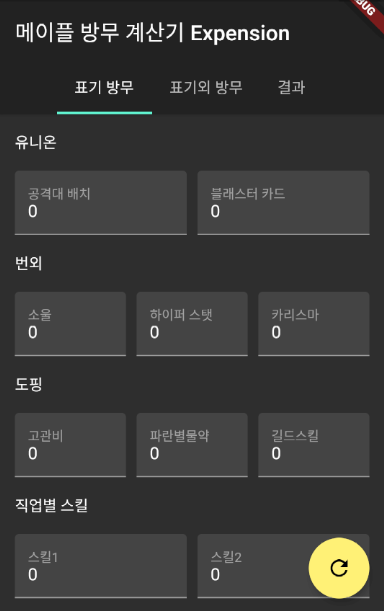 메이플 방무 계산기 Expension
BUG
표기 방무 표기외 방무 결과
유니온
공격대 배치 블래스터 카드
0 0
번외
소울 하이퍼 스탯 카리스마
0 0 0
도핑
고관비 파란별물약 길드스킬
0 0 0
직업별 스킬
스킬1 스킬2
0 0